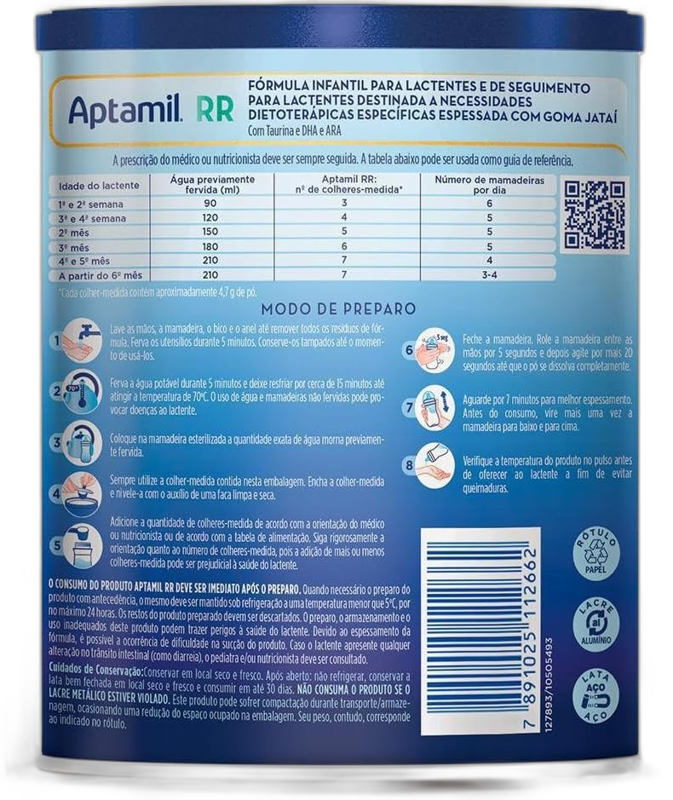 Aptamil RR
FÓRMULA INFANTIL PARA LACTENTES E DE SEGUIMENTO
PARA LACTENTES DESTINADA A NECESSIDADES
DIETOTERÁPICAS ESPECÍFICAS ESPESSADA COM GOMA JATAÍ
Com Taurina e DHA e ARA
A prescrição do médico ou nutricionista deve ser sempre seguida. A tabela abaixo pode ser usada como guia de referência.
Idade do lactente | Água previamente fervida (ml) | Aptamil RR: nº de colheres-medida* | Número de mamadeiras por dia
1ª e 2ª semana 90 3 6
3ª e 4ª semana 120 4 5
2º mês 150 5 5
3º mês 180 6 5
4º e 5º mês 210 7 4
A partir do 6º mês 210 7 3-4
*Cada colher-medida contém aproximadamente 4,7 g de pó.
MODO DE PREPARO
1 Lave as mãos, a mamadeira, o bico e o anel até remover todos os resíduos de fór-
mula. Ferva os utensílios durante 5 minutos. Conserve-os tampados até o momen-
to de usá-los.
2 70º
Ferva a água potável durante 5 minutos e deixe resfriar por cerca de 15 minutos até
atingir a temperatura de 70ºC. O uso de água e mamadeiras não fervidas pode pro-
vocar doenças ao lactente.
3 Coloque na mamadeira esterilizada a quantidade exata de água morna previamen-
te fervida.
4 Sempre utilize a colher-medida contida nesta embalagem. Encha a colher-medida
e nivele-a com o auxílio de uma faca limpa e seca.
5 Adicione a quantidade de colheres-medida de acordo com a orientação do médico
ou nutricionista ou de acordo com a tabela de alimentação. Siga rigorosamente a
orientação quanto ao número de colheres-medida, pois a adição de mais ou menos
colheres-medida pode ser prejudicial à saúde do lactente.
6 5 seg
Feche a mamadeira. Role a mamadeira entre as
mãos por 5 segundos e depois agite por mais 20
segundos até que o pó se dissolva completamente.
7 Aguarde por 7 minutos para melhor espessamento.
Antes do consumo, vire mais uma vez a
mamadeira para baixo e para cima.
8 Verifique a temperatura do produto no pulso antes
de oferecer ao lactente a fim de evitar
queimaduras.
O CONSUMO DO PRODUTO APTAMIL RR DEVE SER IMEDIATO APÓS O PREPARO. Quando necessário o preparo do
produto com antecedência, o mesmo deve ser mantido sob refrigeração a uma temperatura menor que 5ºC, por
no máximo 24 horas. Os restos do produto preparado devem ser descartados. O preparo, o armazenamento e o
uso inadequados deste produto podem trazer perigos à saúde do lactente. Devido ao espessamento da
fórmula, é possível a ocorrência de dificuldade na sucção do produto. Caso o lactente apresente qualquer
alteração no trânsito intestinal (como diarreia), o pediatra e/ou nutricionista deve ser consultado.
Cuidados de Conservação: Conservar em local seco e fresco. Após aberto: não refrigerar, conservar a
lata bem fechada em local seco e fresco e consumir em até 30 dias. NÃO CONSUMA O PRODUTO SE O
LACRE METÁLICO ESTIVER VIOLADO. Este produto pode sofrer compactação durante transporte/armaze-
nagem, ocasionando uma redução do espaço ocupado na embalagem. Seu peso, contudo, corresponde
ao indicado no rótulo.
7 891025 112662
127893/10505493
RÓTULO
PAPEL
LACRE
al
ALUMÍNIO
LATA
AÇO
AÇO